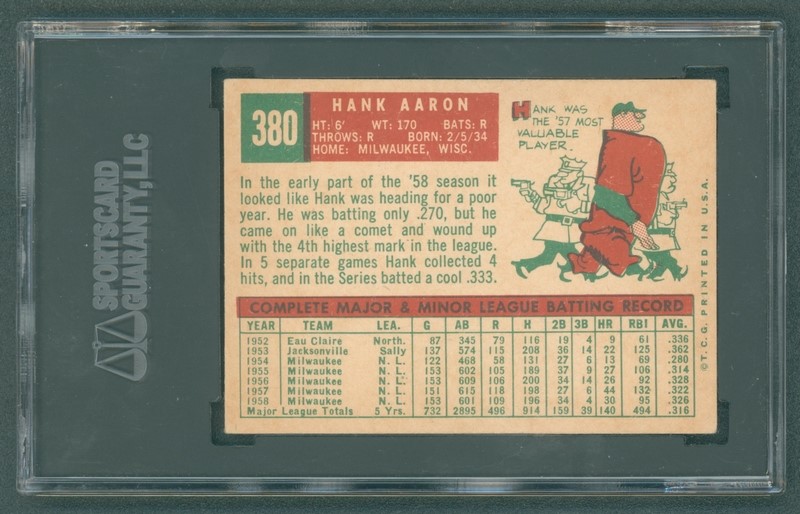 SPORTSCARD
GUARANTY, LLC
380
HANK AARON
HT: 6' WT: 170 BATS: R
THROWS: R BORN: 2/5/34
HOME: MILWAUKEE, WISC.
HANK WAS
THE '57 MOST
VALUABLE
PLAYER.
In the early part of the '58 season it
looked like Hank was heading for a poor
year. He was batting only .270, but he
came on like a comet and wound up
with the 4th highest mark in the league.
In 5 separate games Hank collected 4
hits, and in the Series batted a cool .333.
COMPLETE MAJOR & MINOR LEAGUE BATTING RECORD
YEAR TEAM LEA. G AB R H 2B 3B HR RBI AVG.
1952 Eau Claire North. 87 345 79 116 19 4 9 61 .336
1953 Jacksonville Sally 137 574 115 208 36 14 22 125 .362
1954 Milwaukee N. L. 122 468 58 131 27 6 13 69 .280
1955 Milwaukee N. L. 153 602 105 189 37 9 27 106 .314
1956 Milwaukee N. L. 153 609 106 200 34 14 26 92 .328
1957 Milwaukee N. L. 151 615 118 198 27 6 44 132 .322
1958 Milwaukee N. L. 153 601 109 196 34 4 30 95 .326
Major League Totals 5 Yrs. 732 2895 496 914 159 39 140 494 .316
© T. C. G. PRINTED IN U.S.A.